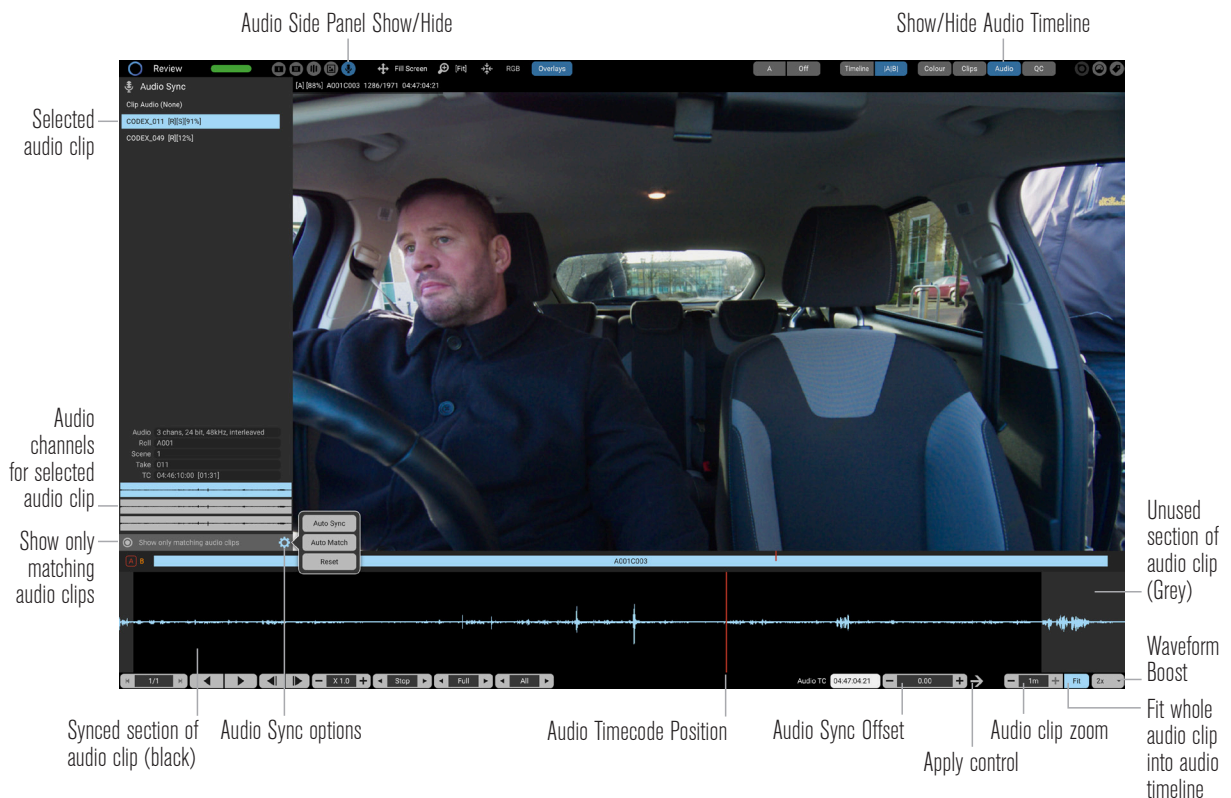 Audio Side Panel Show/Hide
Show/Hide Audio Timeline
Review
Fill Screen
[Fit]
RGB
Overlays
A
Off
Timeline
|A|B|
Colour
Clips
Audio
QC
Audio Sync
[A] [88%] A001C003 1286/1971 04:47:04:21
Clip Audio (None)
CODEX_011 [R][S][91%]
CODEX_049 [R][12%]
Selected
audio clip
Audio
channels
for selected
audio clip
Audio 3 chans, 24 bit, 48kHz, interleaved
Roll A001
Scene 1
Take 011
TC 04:46:10:00 [01:31]
Show only matching audio clips
Auto Sync
Auto Match
Reset
Show only
matching
audio clips
A B
A001C003
Unused
section of
audio clip
(Grey)
Waveform
Boost
1/1
X 1.0
Stop
Full
All
Audio TC 04:47:04:21
0.00
1m
Fit
2x
Synced section of
audio clip (black)
Audio Sync options
Audio Timecode Position
Audio Sync Offset
Apply control
Audio clip zoom
Fit whole
audio clip
into audio
timeline